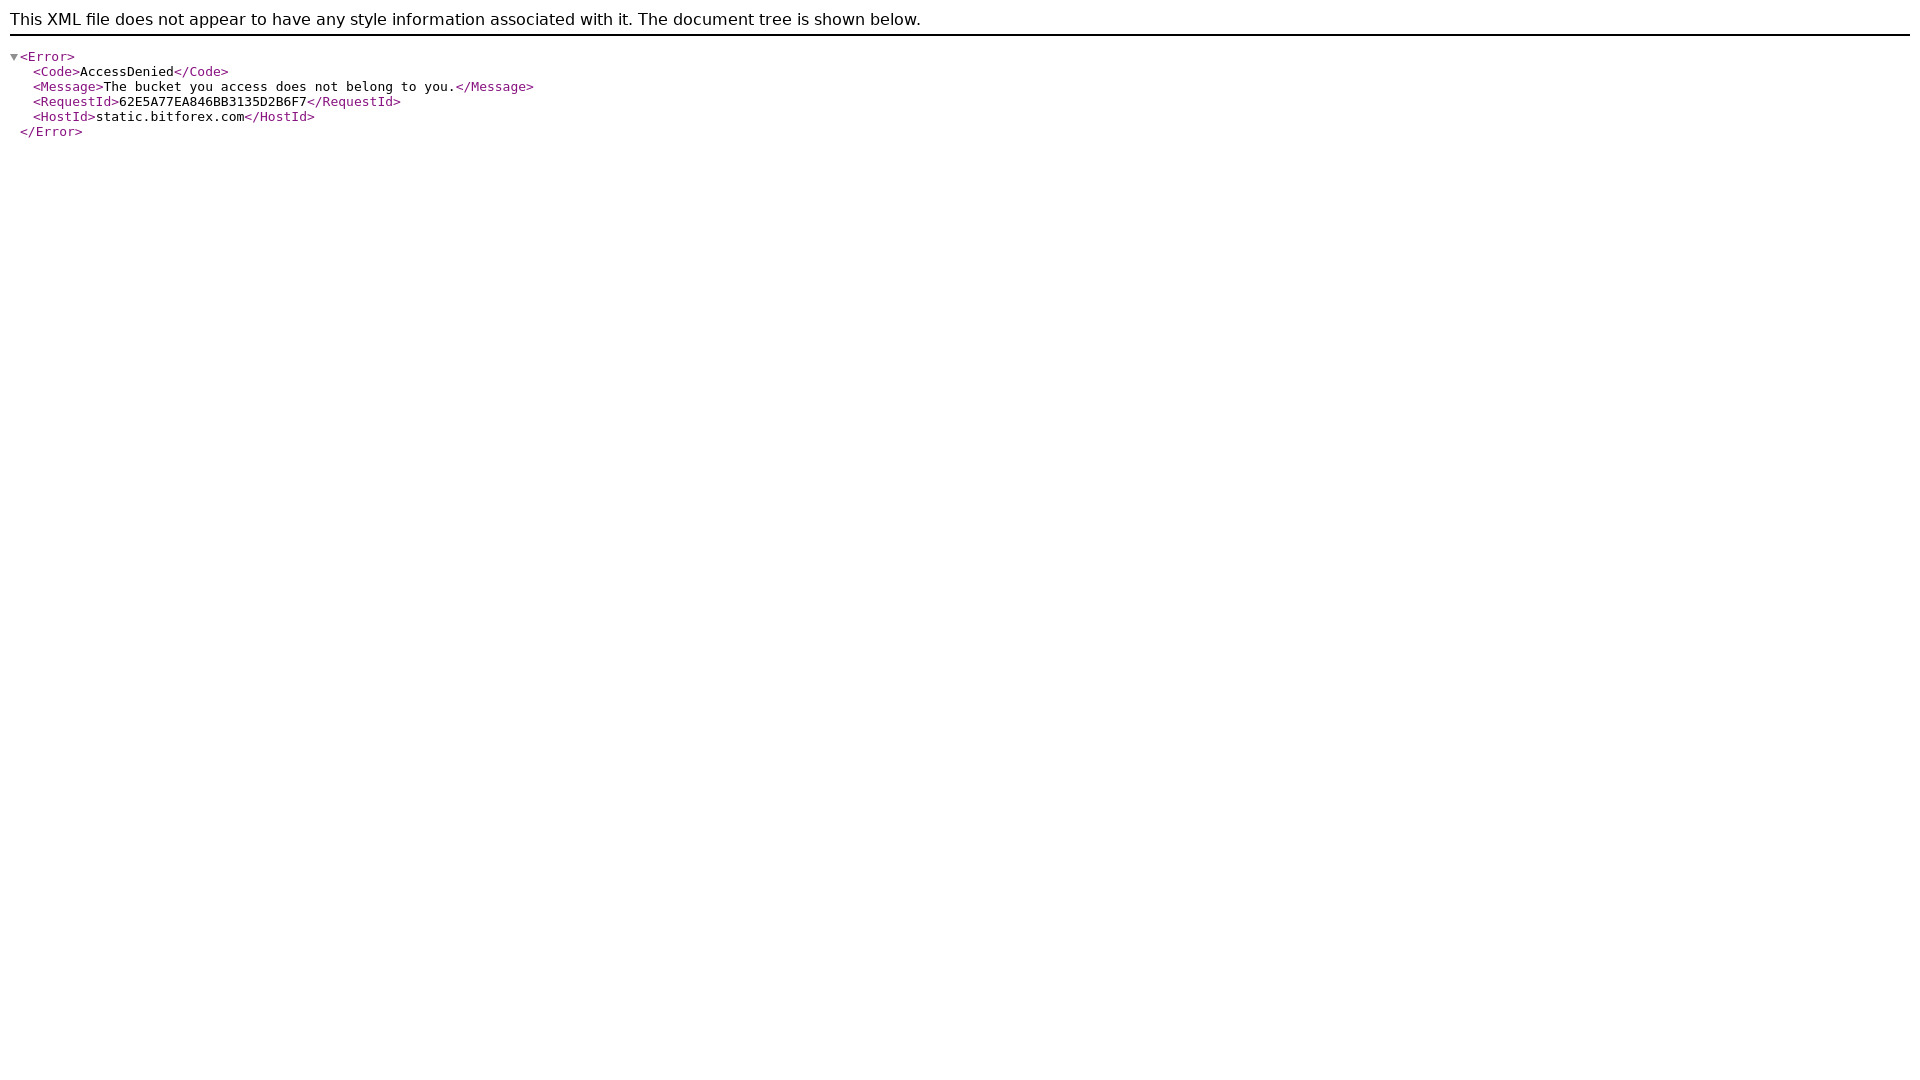 This XML file does not appear to have any style information associated with it. The document tree is shown below.
<Error>
<Code>AccessDenied</Code>
<Message>The bucket you access does not belong to you.</Message>
<RequestId>62E5A77EA846BB3135D2B6F7</RequestId>
<HostId>static.bitforex.com</HostId>
</Error>